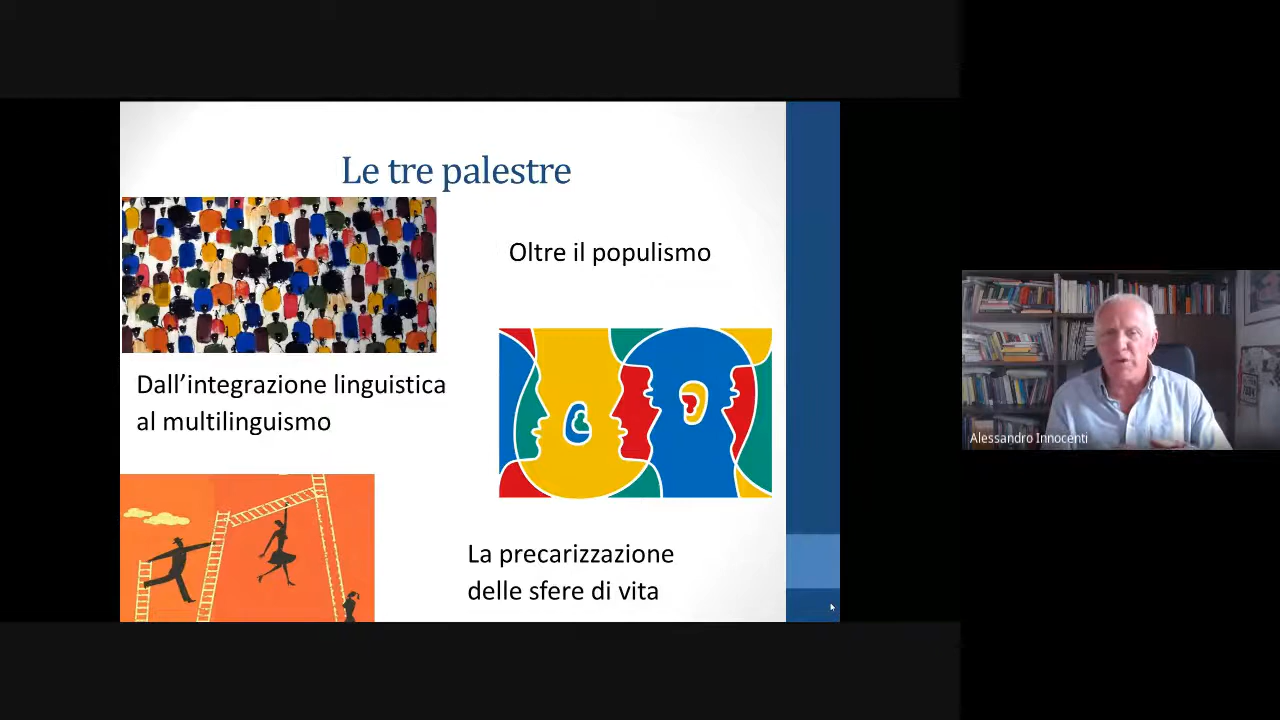 Le tre palestre
Oltre il populismo
Dall'integrazione linguistica
al multilinguismo
La precarizzazione
delle sfere di vita
Alessandro Innocenti